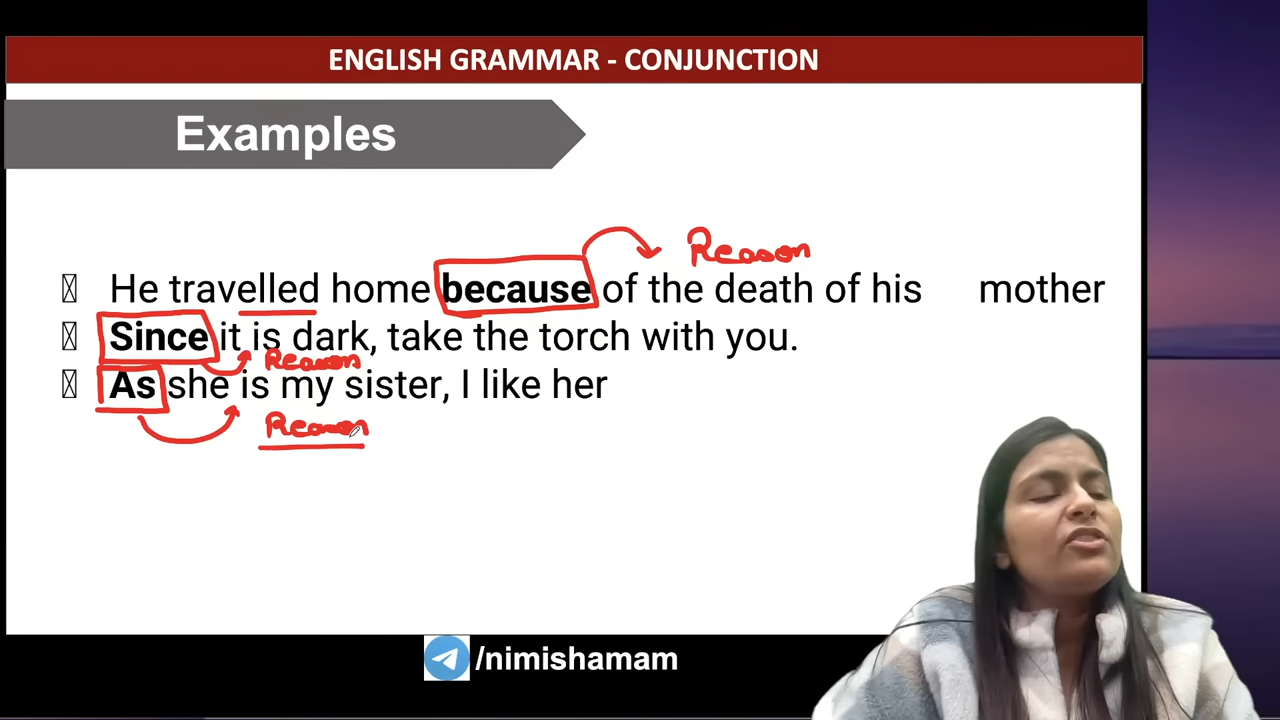 ENGLISH GRAMMAR - CONJUNCTION
Examples
Reason
He travelled home because of the death of his mother
Since it is dark, take the torch with you.
Reason
As she is my sister, I like her
Reason
/nimishamam